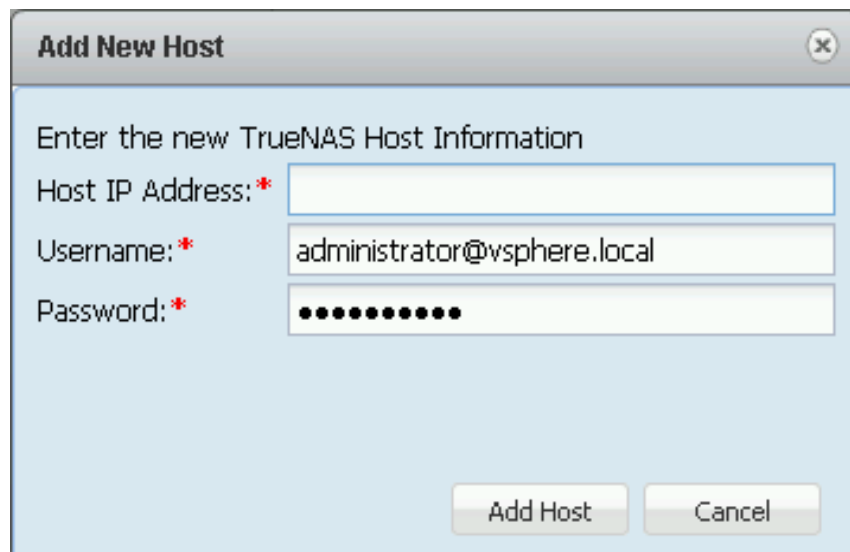 Add New Host
Enter the new TrueNAS Host Information
Host IP Address:*
Username:* administrator@vsphere.local
Password:* ●●●●●●●●●●
Add Host Cancel